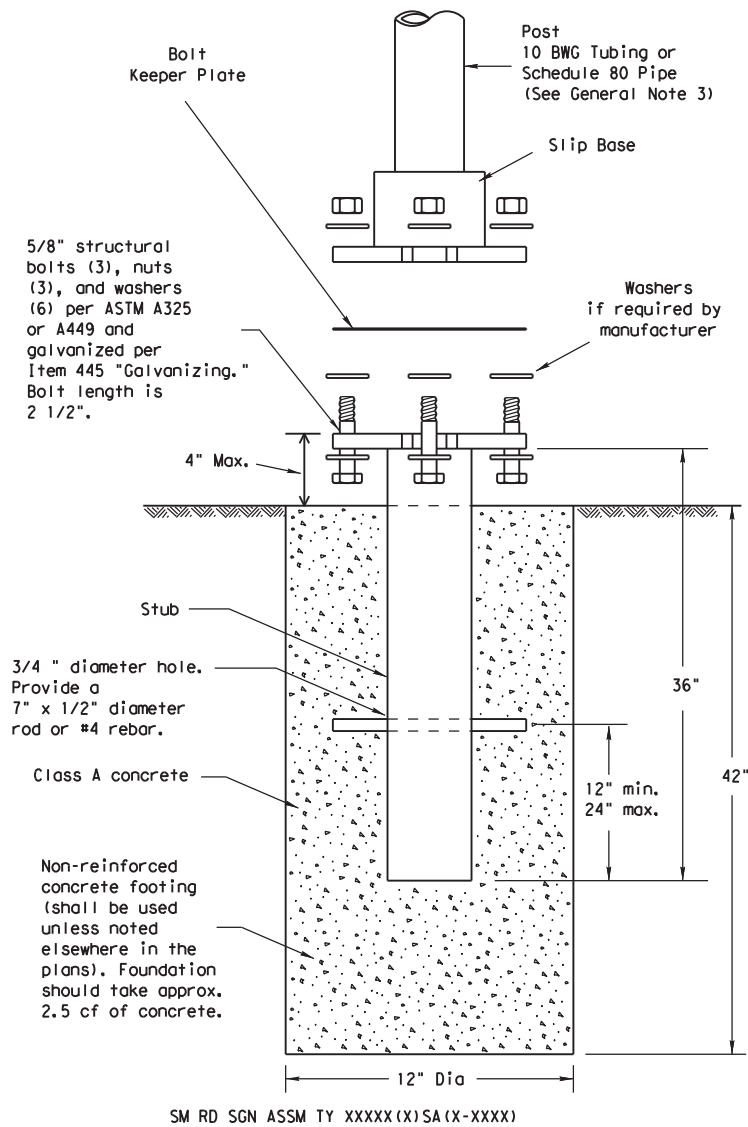 Bolt
Keeper Plate
Post
10 BWG Tubing or
Schedule 80 Pipe
(See General Note 3)
Slip Base
5/8" structural
bolts (3), nuts
(3), and washers
(6) per ASTM A325
or A449 and
galvanized per
Item 445 "Galvanizing."
Bolt length is
2 1/2".
Washers
if required by
manufacturer
4" Max.
Stub
3/4 " diameter hole.
Provide a
7" x 1/2" diameter
rod or #4 rebar.
36"
Class A concrete
12" min.
24" max.
42"
Non-reinforced
concrete footing
(shall be used
unless noted
elsewhere in the
plans). Foundation
should take approx.
2.5 cf of concrete.
12" Dia
SM RD SGN ASSM TY XXXXX(X)SA(X-XXXX)